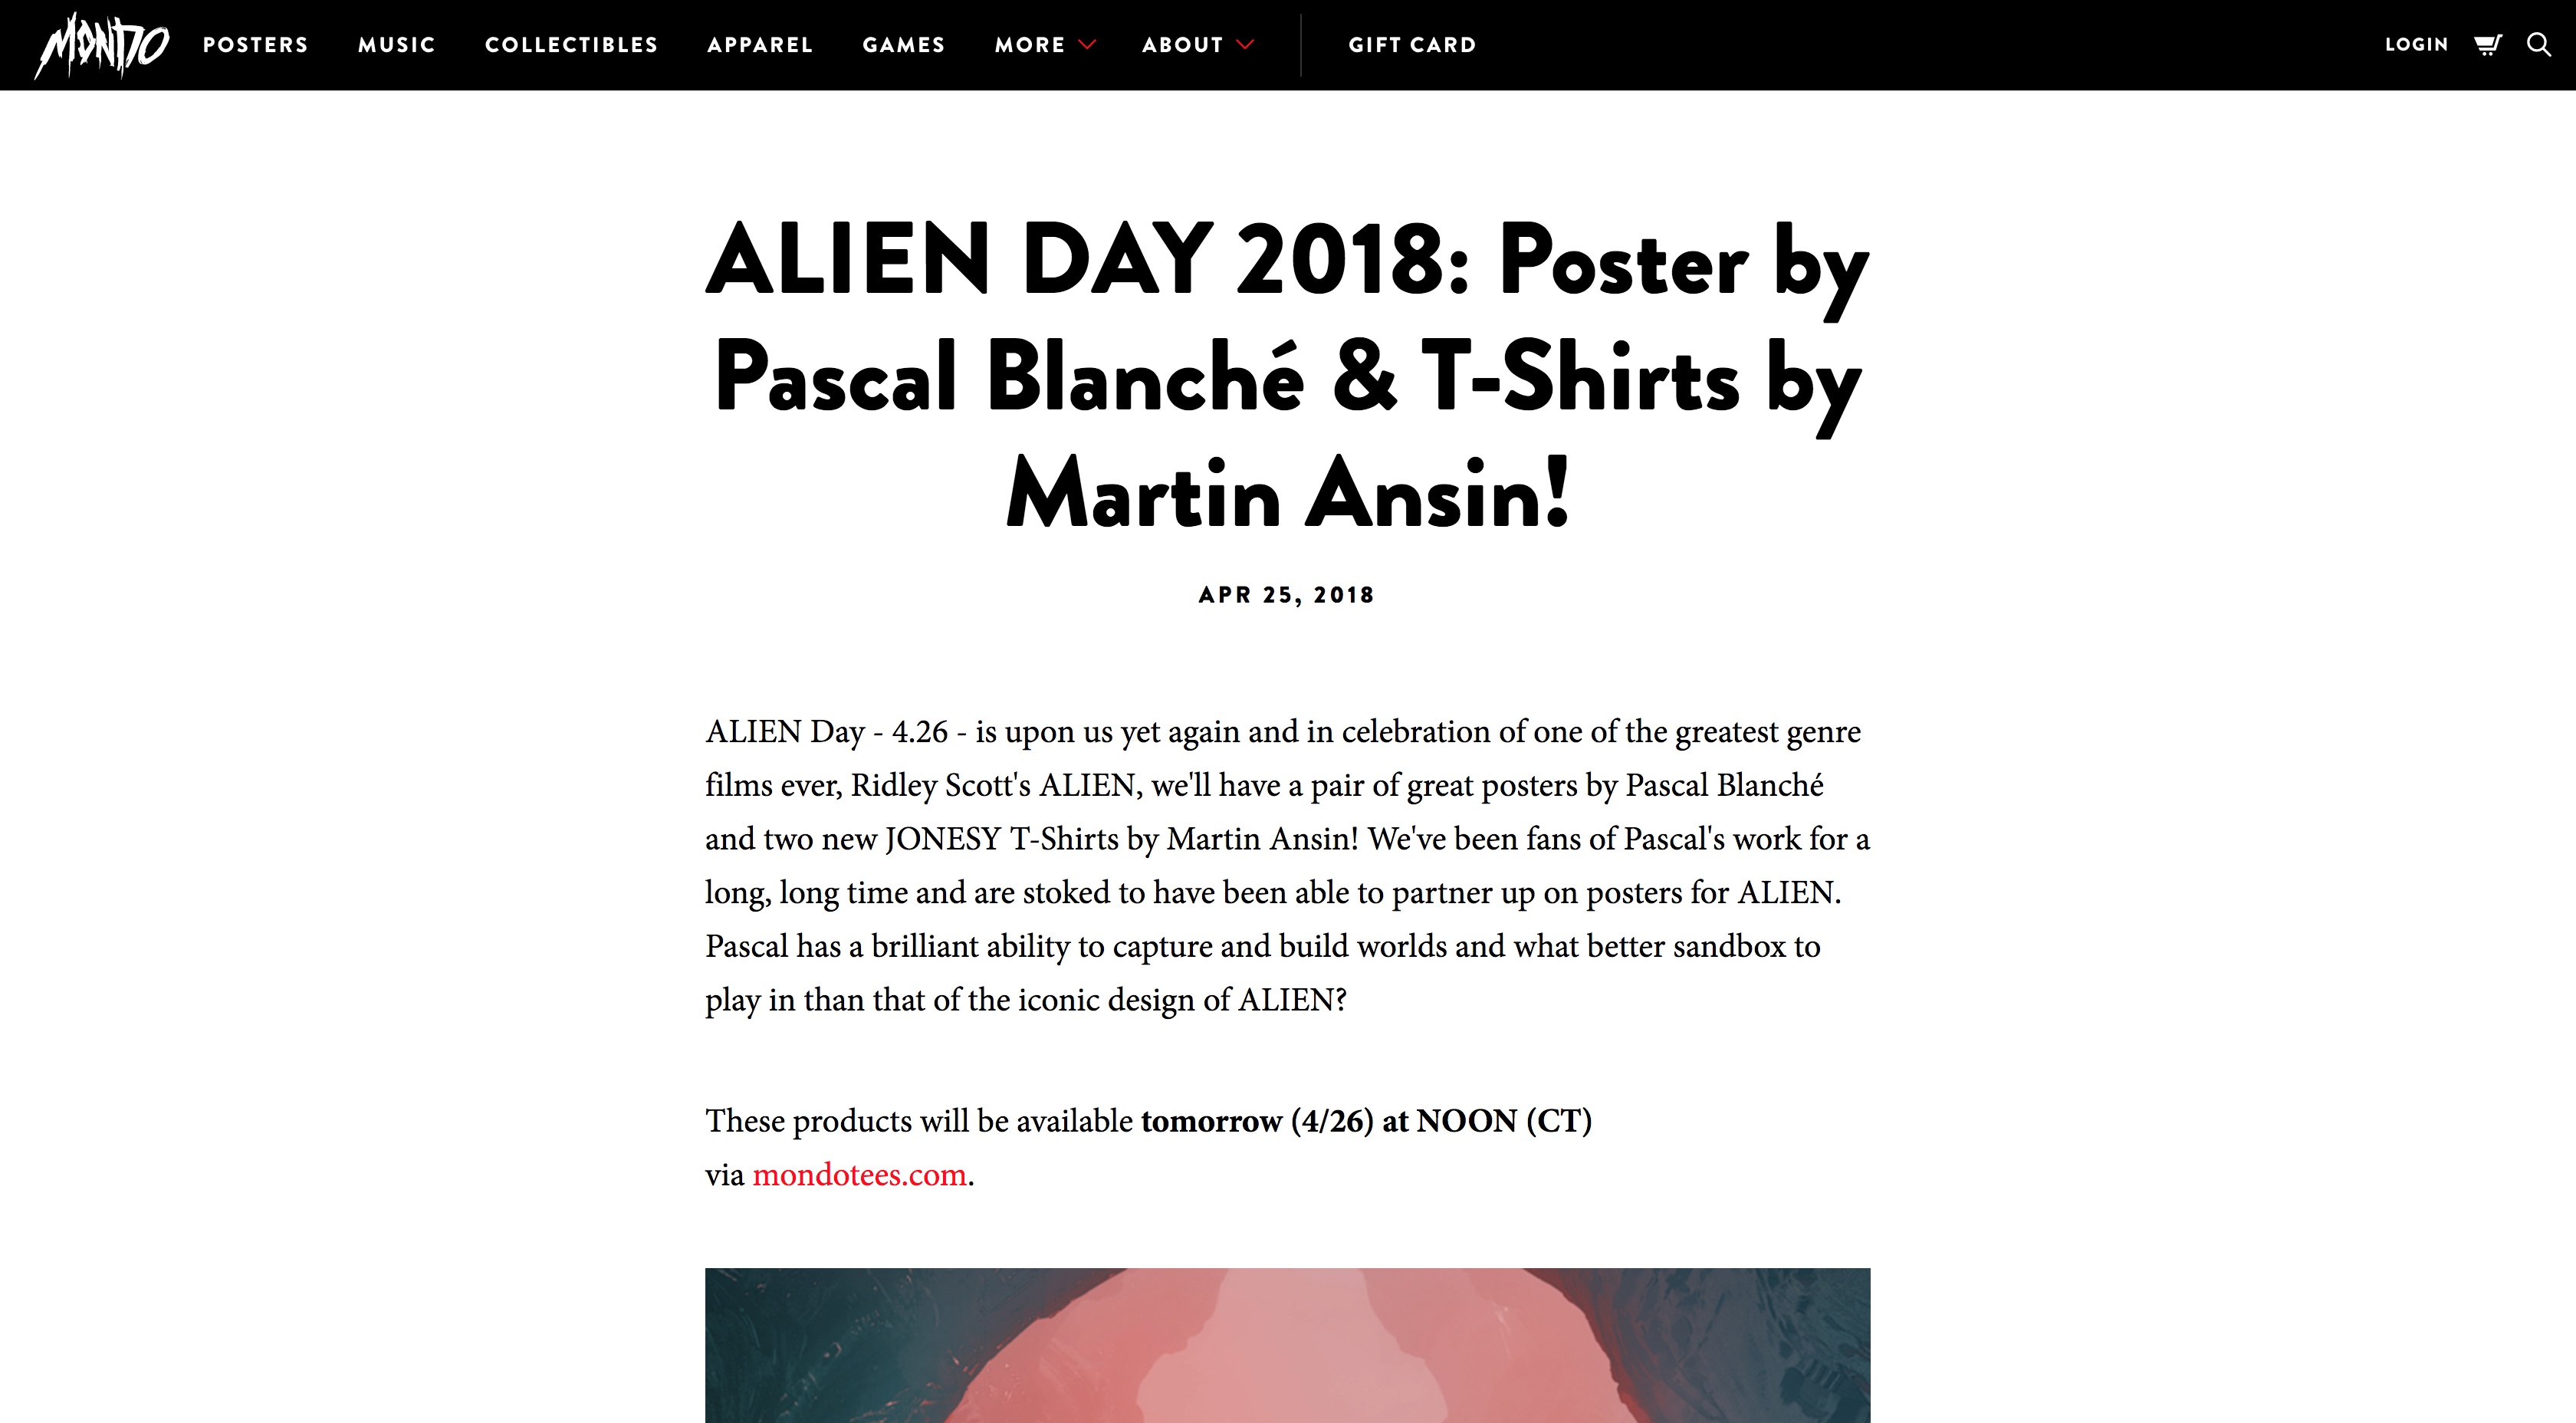 MONDO
POSTERS
MUSIC
COLLECTIBLES
APPAREL
GAMES
MORE
ABOUT
GIFT CARD
LOGIN
ALIEN DAY 2018: Poster by
Pascal Blanché & T-Shirts by
Martin Ansin!
APR 25, 2018
ALIEN Day - 4.26 - is upon us yet again and in celebration of one of the greatest genre
films ever, Ridley Scott's ALIEN, we'll have a pair of great posters by Pascal Blanché
and two new JONESY T-Shirts by Martin Ansin! We've been fans of Pascal's work for a
long, long time and are stoked to have been able to partner up on posters for ALIEN.
Pascal has a brilliant ability to capture and build worlds and what better sandbox to
play in than that of the iconic design of ALIEN?
These products will be available tomorrow (4/26) at NOON (CT)
via mondotees.com.